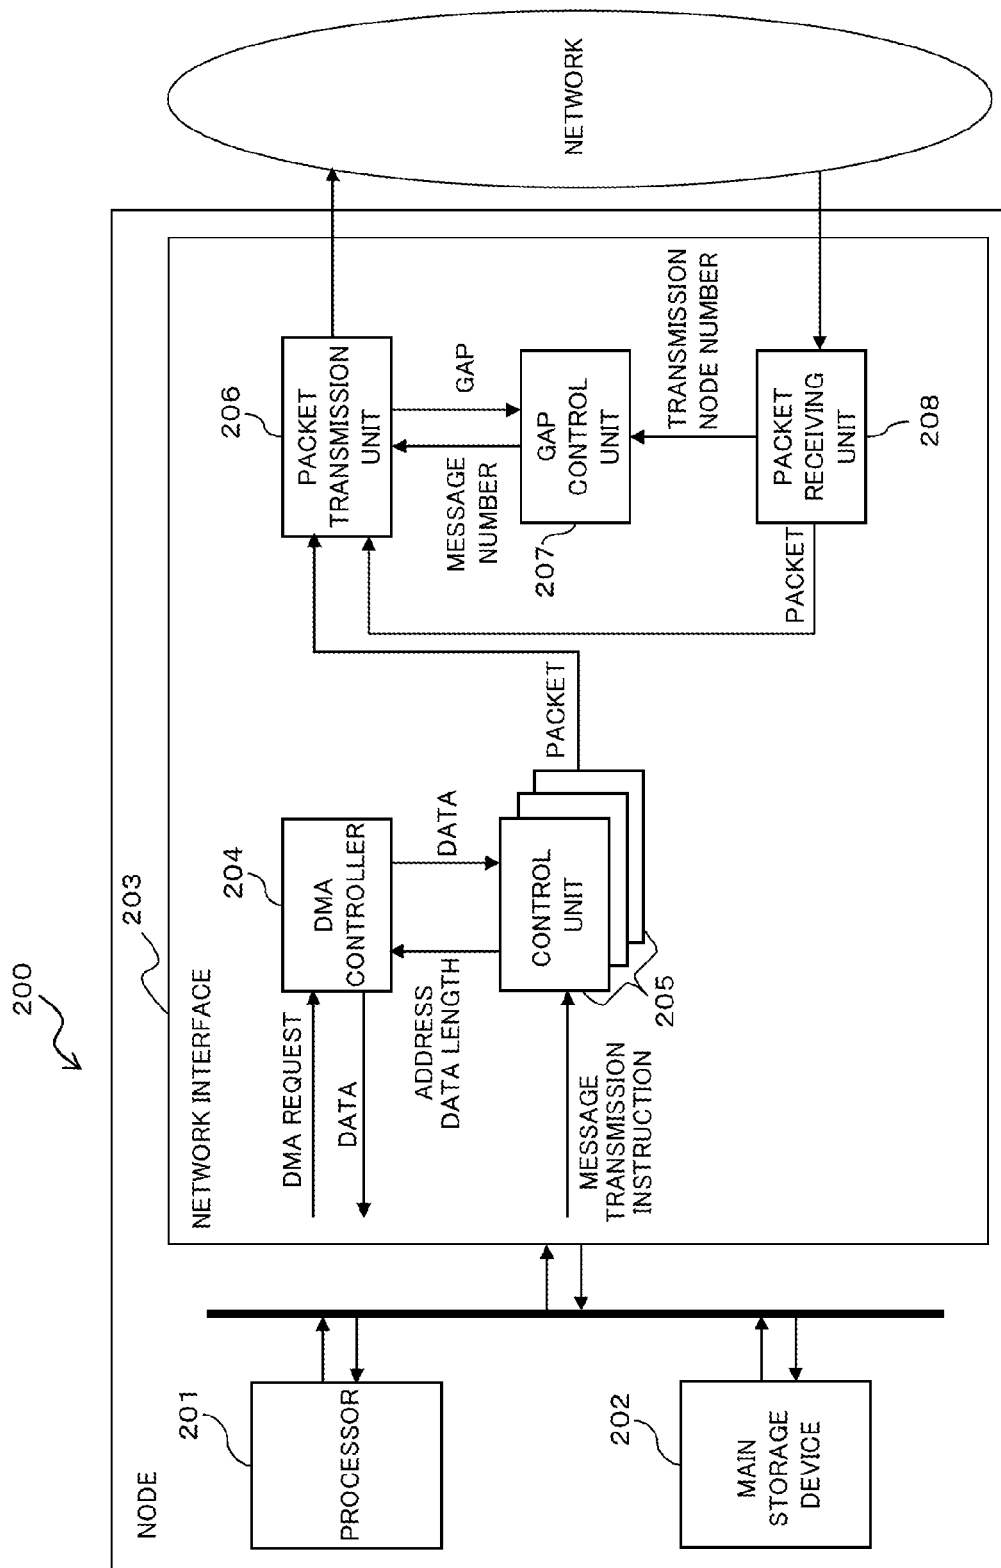 200
NODE
201
PROCESSOR
202
MAIN
STORAGE
DEVICE
203
NETWORK INTERFACE
DMA REQUEST
DATA
204
DMA
CONTROLLER
ADDRESS
DATA LENGTH
DATA
MESSAGE
TRANSMISSION
INSTRUCTION
CONTROL
UNIT
205
PACKET
206
PACKET
TRANSMISSION
UNIT
MESSAGE
NUMBER
GAP
207
GAP
CONTROL
UNIT
TRANSMISSION
NODE NUMBER
PACKET
PACKET
RECEIVING
UNIT
208
NETWORK